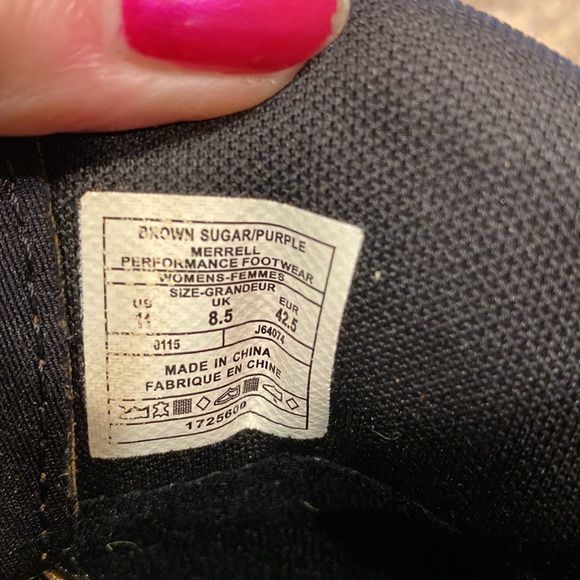 BROWN SUGAR/PURPLE
MERRELL
PERFORMANCE FOOTWEAR
WOMENS-FEMMES
SIZE-GRANDEUR
US UK EUR
11 8.5 42.5
0115 J64074
MADE IN CHINA
FABRIQUE EN CHINE
1725600